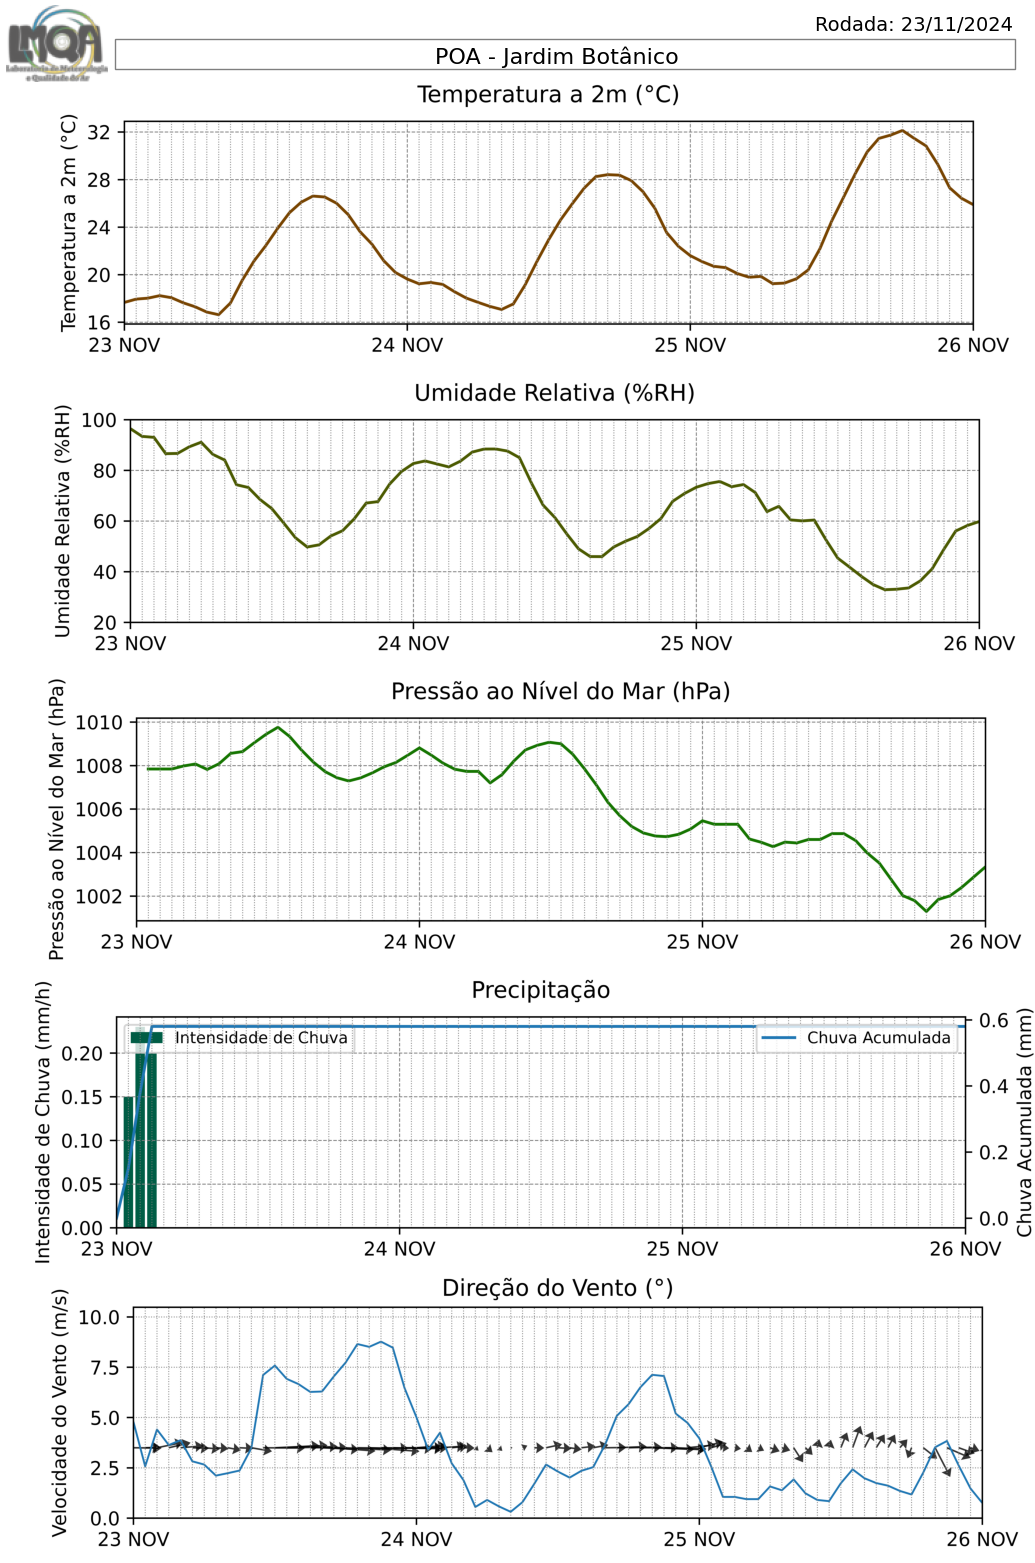 LMQA
Laboratório de Meteorologia
e Qualidade do Ar
Rodada: 23/11/2024
POA - Jardim Botânico
Temperatura a 2m (°C)
Temperatura a 2m (°C)
32
28
24
20
16
23 NOV 24 NOV 25 NOV 26 NOV
Umidade Relativa (%RH)
Umidade Relativa (%RH)
100
80
60
40
20
23 NOV 24 NOV 25 NOV 26 NOV
Pressão ao Nível do Mar (hPa)
Pressão ao Nível do Mar (hPa)
1010
1008
1006
1004
1002
23 NOV 24 NOV 25 NOV 26 NOV
Precipitação
Intensidade de Chuva (mm/h)
Intensidade de Chuva
Chuva Acumulada
0.20
0.15
0.10
0.05
0.00
0.6
0.4
0.2
0.0
Chuva Acumulada (mm)
23 NOV 24 NOV 25 NOV 26 NOV
Direção do Vento (°)
Velocidade do Vento (m/s)
10.0
7.5
5.0
2.5
0.0
23 NOV 24 NOV 25 NOV 26 NOV